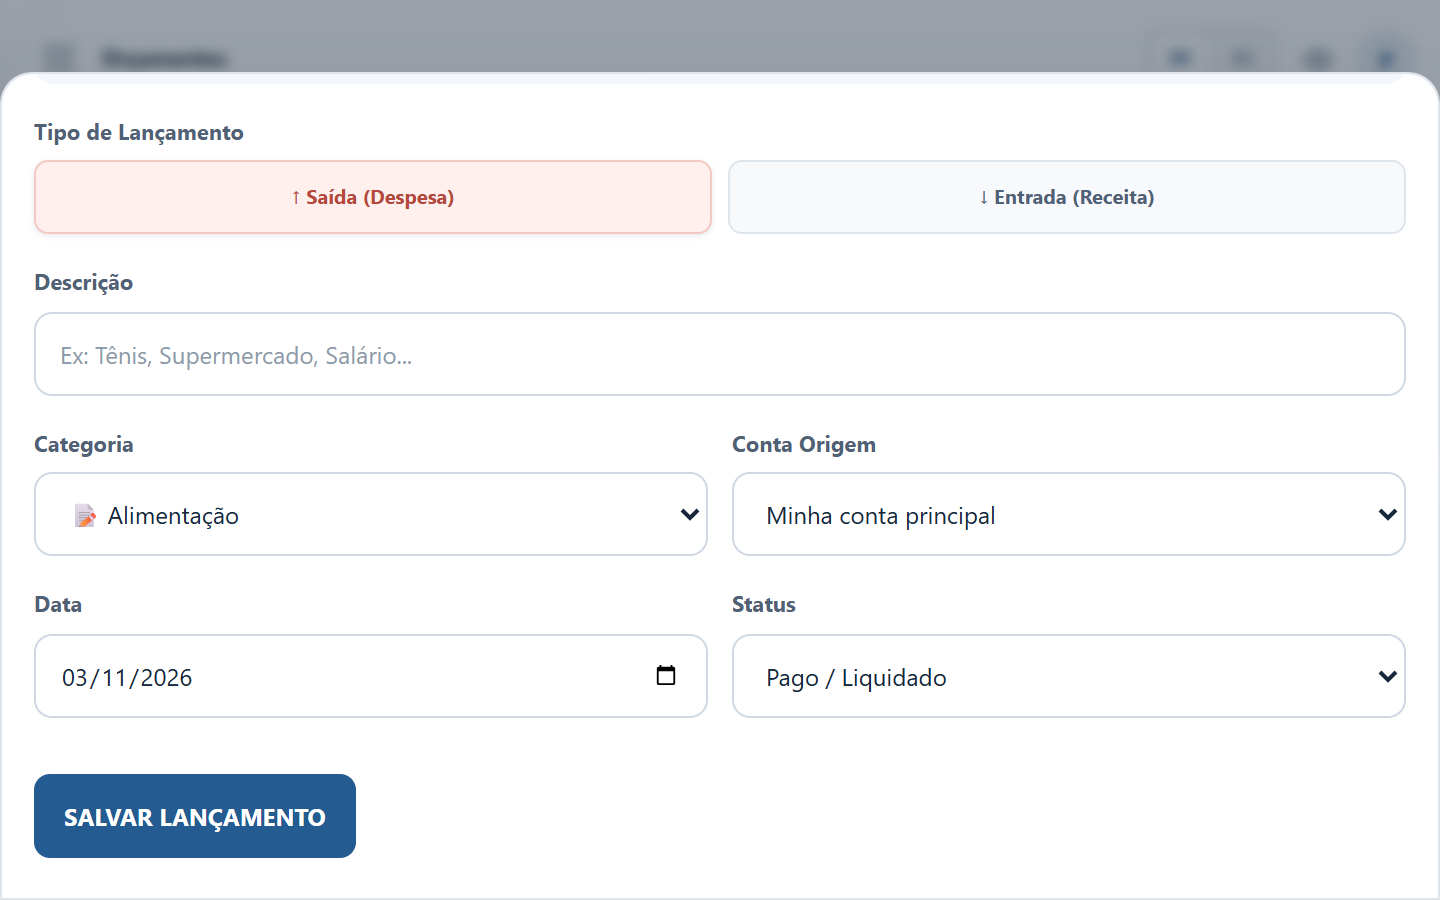 Tipo de Lançamento
↑ Saída (Despesa)
↓ Entrada (Receita)
Descrição
Ex: Tênis, Supermercado, Salário...
Categoria
Conta Origem
📝 Alimentação
Minha conta principal
Data
Status
03/11/2026
Pago / Liquidado
SALVAR LANÇAMENTO